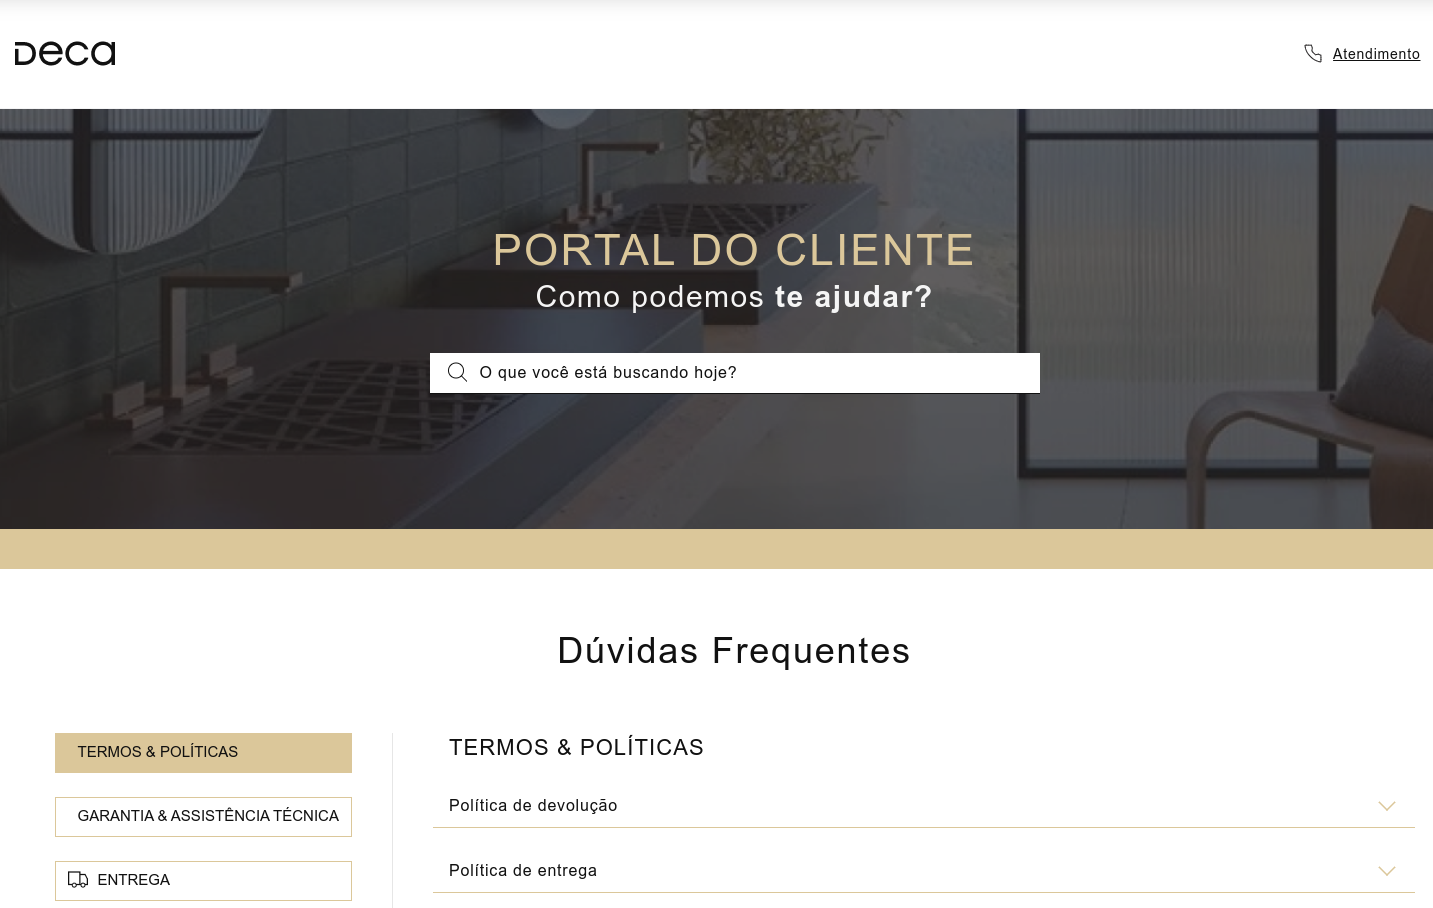 Deca
Atendimento
PORTAL DO CLIENTE
Como podemos te ajudar?
O que você está buscando hoje?
Dúvidas Frequentes
TERMOS & POLÍTICAS
GARANTIA & ASSISTÊNCIA TÉCNICA
ENTREGA
TERMOS & POLÍTICAS
Política de devolução
Política de entrega